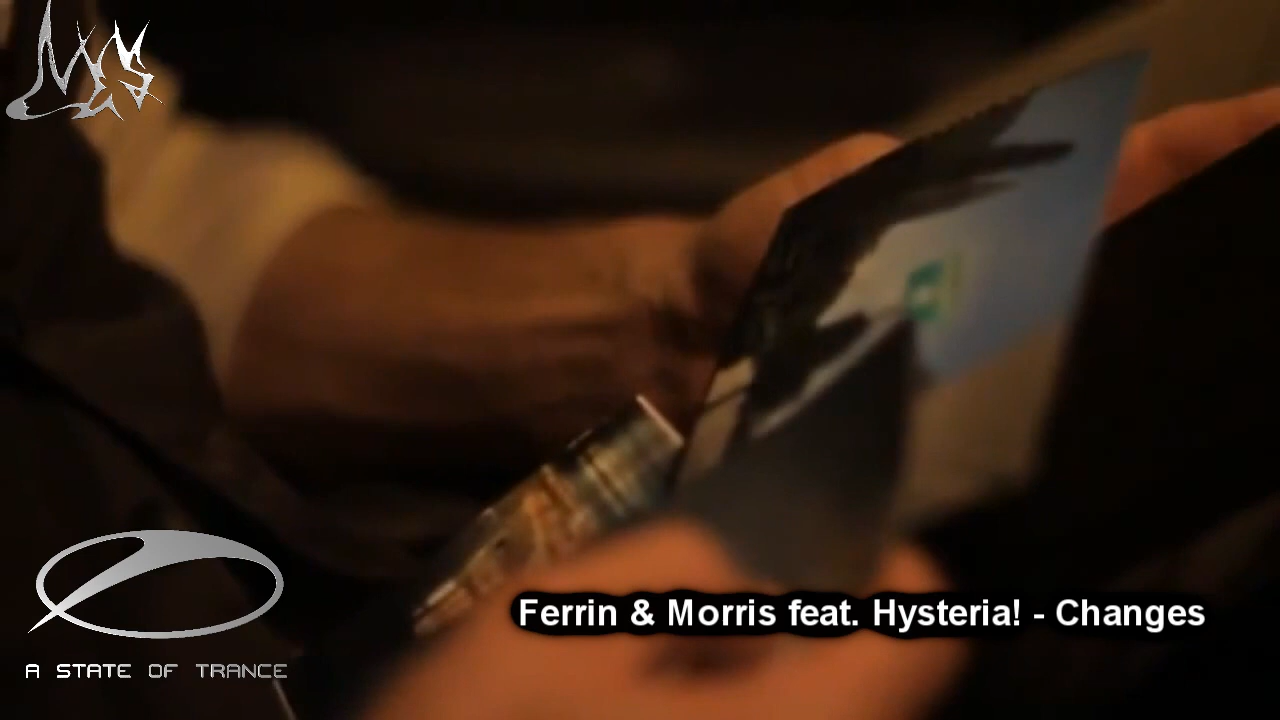 Ferrin & Morris feat. Hysteria! - Changes
A STATE OF TRANCE